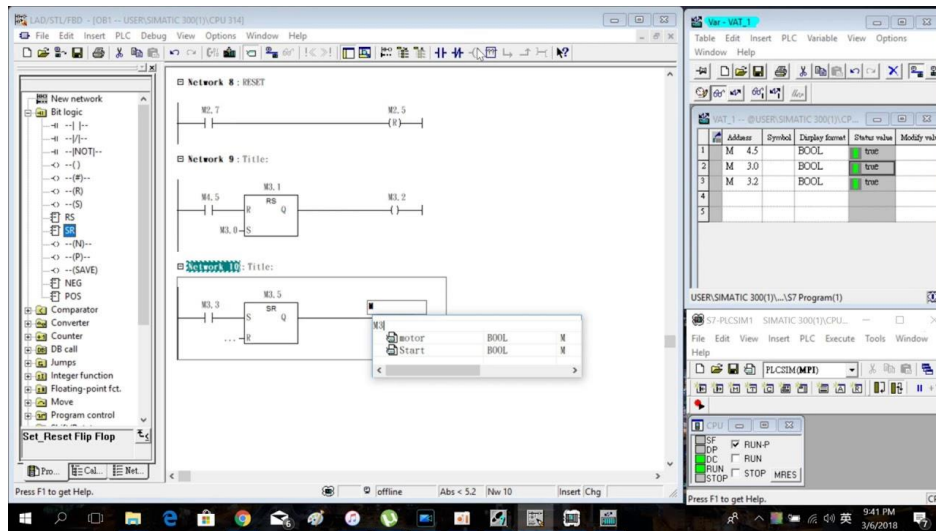 LAD/STL/FBD - [OB1 -- USER\SIMATIC 300(1)\CPU 314]
File Edit Insert PLC Debug View Options Window Help
New network
Bit logic
--| |--
--|/|--
--|NOT|--
--( )
--(#)--
--(R)
--(S)
RS
SR
--(N)--
--(P)--
--(SAVE)
NEG
POS
Comparator
Converter
Counter
DB call
Jumps
Integer function
Floating-point fct.
Move
Program control
Set_Reset Flip Flop
Pro... Cal... Net...
Network 8 : RESET
M2.7 M2.5
(R)
Network 9 : Title:
M3.1
M4.5 RS M3.2
R Q ( )
M3.0 S
Network 10 : Title:
M3.5
M3.3 SR M
S Q
... R
M3
motor BOOL M
Start BOOL M
Press F1 to get Help.
offline Abs < 5.2 Nw 10 Insert Chg
Var - VAT_1
Table Edit Insert PLC Variable View Options
Window Help
VAT_1 -- @USER\SIMATIC 300(1)\CP...
Address Symbol Display format Status value Modify valu
1 M 4.5 BOOL true
2 M 3.0 BOOL true
3 M 3.2 BOOL true
4
5
USER\SIMATIC 300(1)\...\S7 Program(1)
S7-PLCSIM1 SIMATIC 300(1)\CPU...
File Edit View Insert PLC Execute Tools Window
Help
PLCSIM(MPI)
CPU
SF
DP
DC
RUN
STOP
RUN-P
RUN
STOP MRES
Press F1 to get Help.
英
9:41 PM
3/6/2018